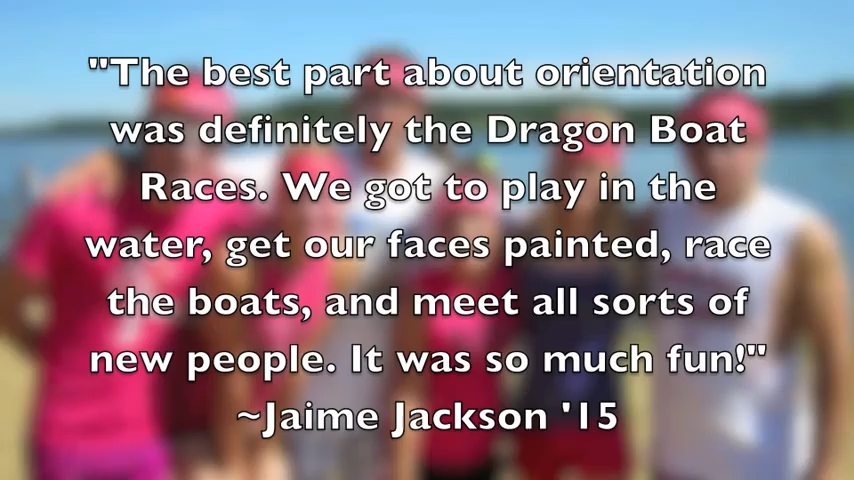 "The best part about orientation
was definitely the Dragon Boat
Races. We got to play in the
water, get our faces painted, race
the boats, and meet all sorts of
new people. It was so much fun!"
~Jaime Jackson '15